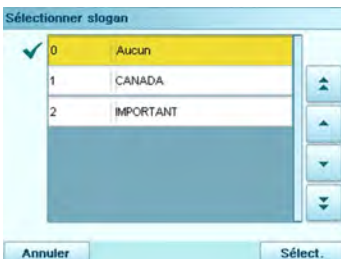 Sélectionner slogan
0 Aucun
1 CANADA
2 IMPORTANT
Annuler Sélect.